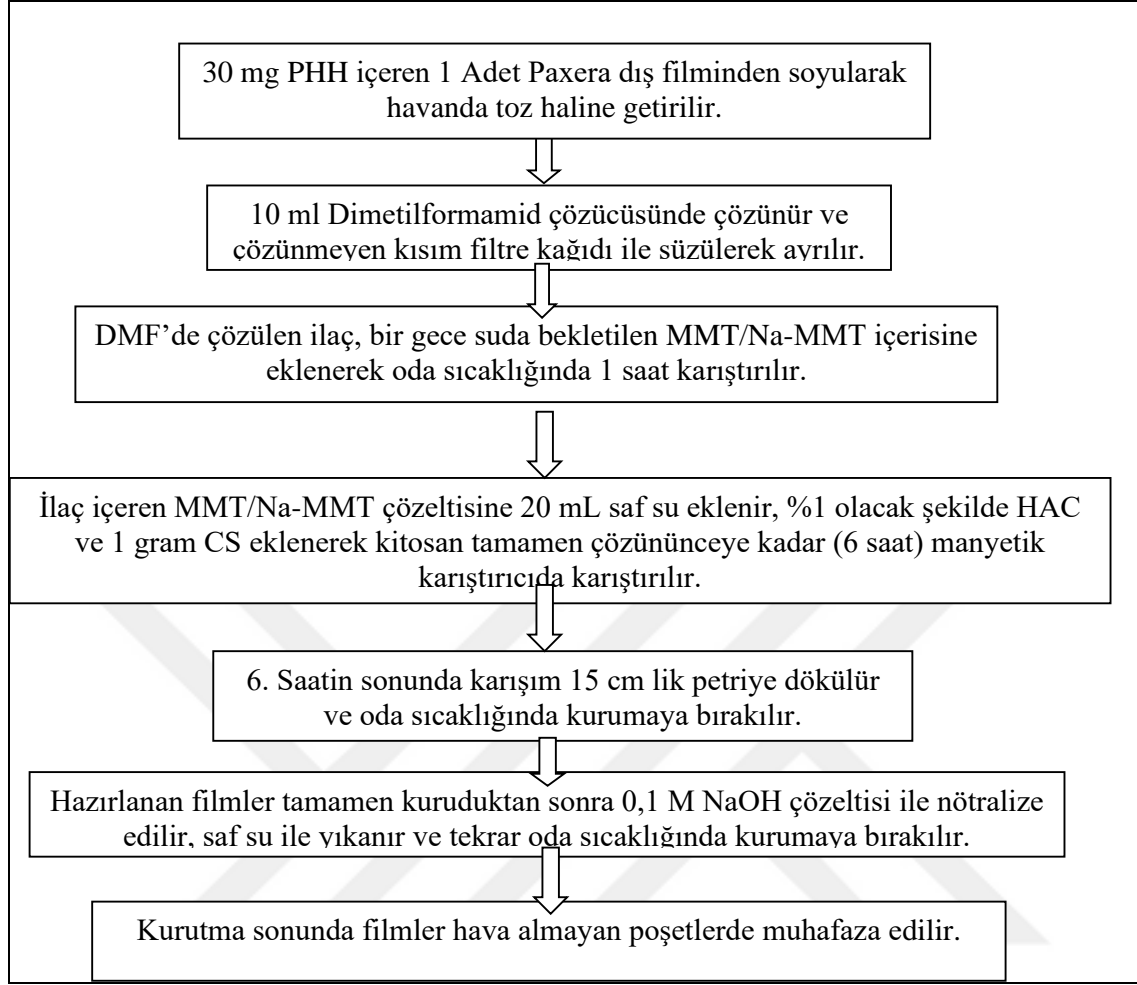 30 mg PHH içeren 1 Adet Paxera dış filminden soyularak
havanda toz haline getirilir.
10 ml Dimetilformamid çözücüsünde çözünür ve
çözünmeyen kısım filtre kağıdı ile süzülerek ayrılır.
DMF’de çözülen ilaç, bir gece suda bekletilen MMT/Na-MMT içerisine
eklenerek oda sıcaklığında 1 saat karıştırılır.
İlaç içeren MMT/Na-MMT çözeltisine 20 mL saf su eklenir, %1 olacak şekilde HAC
ve 1 gram CS eklenerek kitosan tamamen çözününceye kadar (6 saat) manyetik
karıştırıcıda karıştırılır.
6. Saatin sonunda karışım 15 cm lik petriye dökülür
ve oda sıcaklığında kurumaya bırakılır.
Hazırlanan filmler tamamen kuruduktan sonra 0,1 M NaOH çözeltisi ile nötralize
edilir, saf su ile yıkanır ve tekrar oda sıcaklığında kurumaya bırakılır.
Kurutma sonunda filmler hava almayan poşetlerde muhafaza edilir.